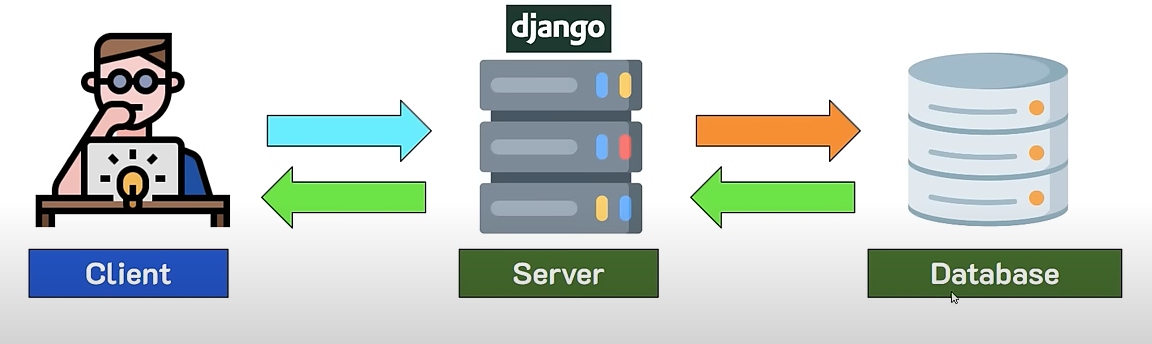 django
Client
Server
Database